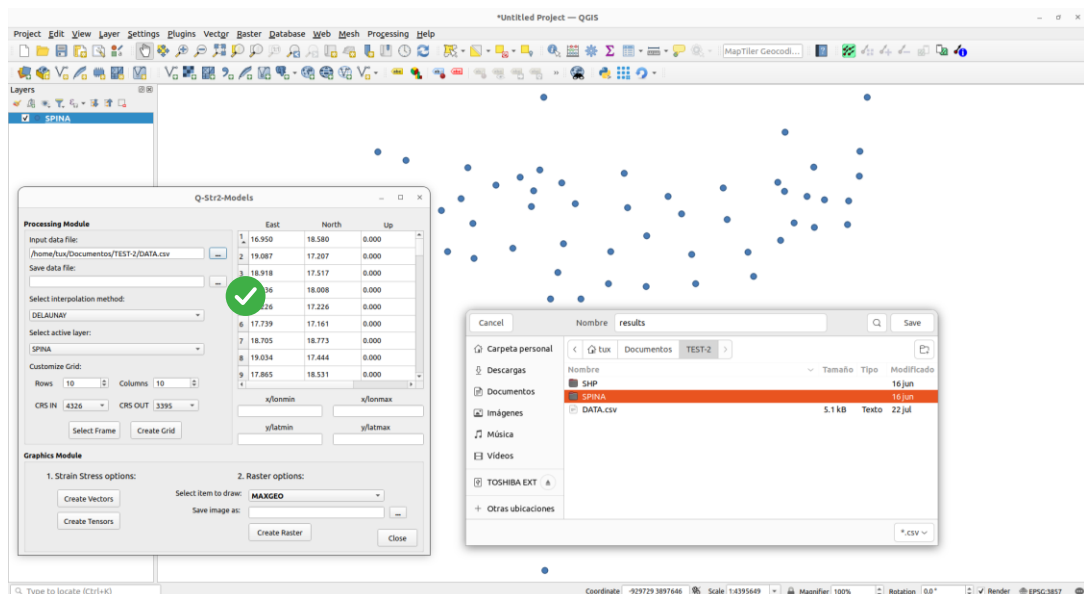 *Untitled Project — QGIS
Project Edit View Layer Settings Plugins Vector Raster Database Web Mesh Processing Help
MapTiler Geocodi...
Layers
SPINA
Q-Str2-Models
Processing Module
Input data file:
/home/tux/Documentos/TEST-2/DATA.csv
...
Save data file:
...
Select interpolation method:
DELAUNAY
Select active layer:
SPINA
Customize Grid:
Rows 10 Columns 10
CRS IN 4326 CRS OUT 3395
Select Frame Create Grid
East North Up
1 16.950 18.580 0.000
2 19.087 17.207 0.000
3 18.918 17.517 0.000
36 18.008 0.000
26 17.226 0.000
6 17.739 17.161 0.000
7 18.705 18.773 0.000
8 19.034 17.444 0.000
9 17.865 18.531 0.000
x/lonmin x/lonmax
y/latmin y/latmax
Graphics Module
1. Strain Stress options:
Create Vectors
Create Tensors
2. Raster options:
Select item to draw: MAXGEO
Save image as: ...
Create Raster
Close
Cancel Nombre results Save
Carpeta personal
Descargas
Documentos
Imágenes
Música
Vídeos
TOSHIBA EXT
+ Otras ubicaciones
tux Documentos TEST-2
Nombre Tamaño Tipo Modificado
SHP 16 jun
SPINA 16 jun
DATA.csv 5.1 kB Texto 22 jul
*.csv
Type to locate (Ctrl+K)
Coordinate -929729 3897646 Scale 1:4395649 Magnifier 100% Rotation 0.0° Render EPSG:3857